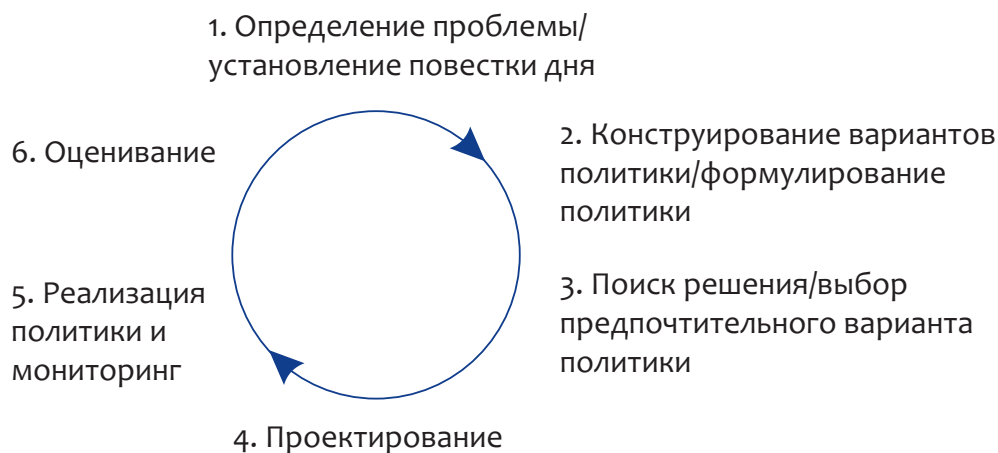 1. Определение проблемы/
установление повестки дня
2. Конструирование вариантов
политики/формулирование
политики
3. Поиск решения/выбор
предпочтительного варианта
политики
4. Проектирование
5. Реализация
политики и
мониторинг
6. Оценивание